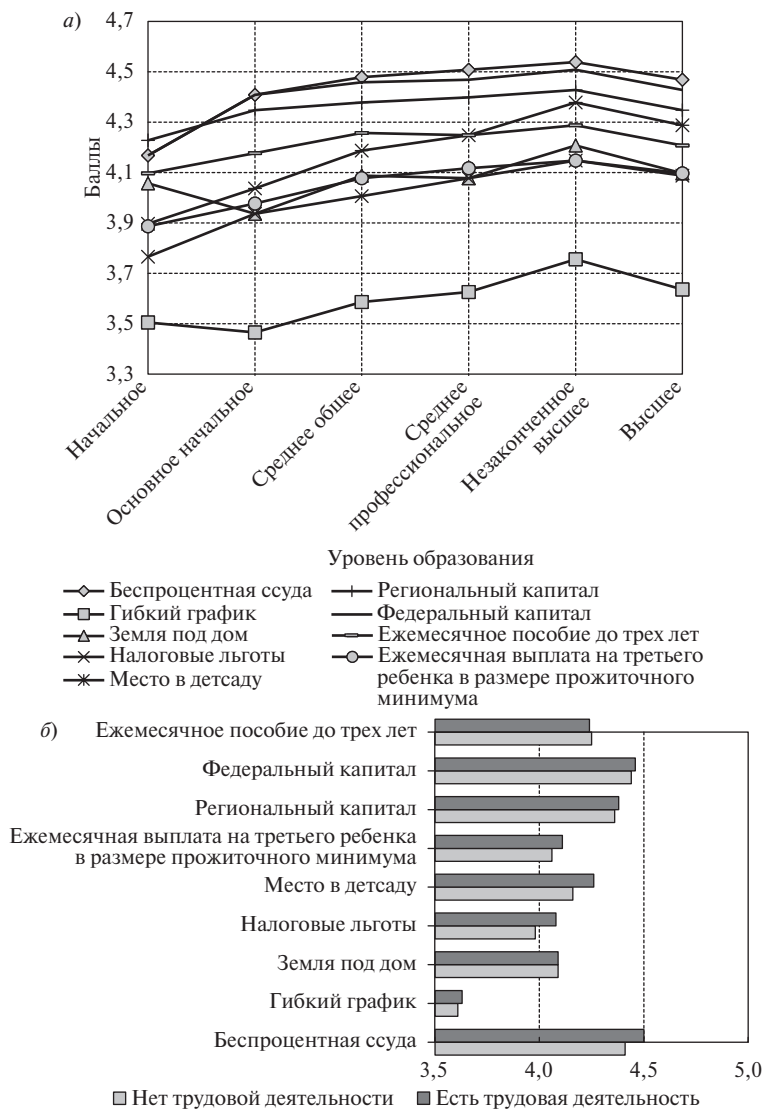 а)
4,7
4,5
4,3
4,1
3,9
3,7
3,5
3,3
Баллы
Начальное
Основное начальное
Среднее общее
Среднее
профессиональное
Незаконченное
высшее
Высшее
Уровень образования
Беспроцентная ссуда
Гибкий график
Земля под дом
Налоговые льготы
Место в детсаду
Региональный капитал
Федеральный капитал
Ежемесячное пособие до трех лет
Ежемесячная выплата на третьего
ребенка в размере прожиточного
минимума
б)
Ежемесячное пособие до трех лет
Федеральный капитал
Региональный капитал
Ежемесячная выплата на третьего ребенка
в размере прожиточного минимума
Место в детсаду
Налоговые льготы
Земля под дом
Гибкий график
Беспроцентная ссуда
3,5 4,0 4,5 5,0
Нет трудовой деятельности Есть трудовая деятельность